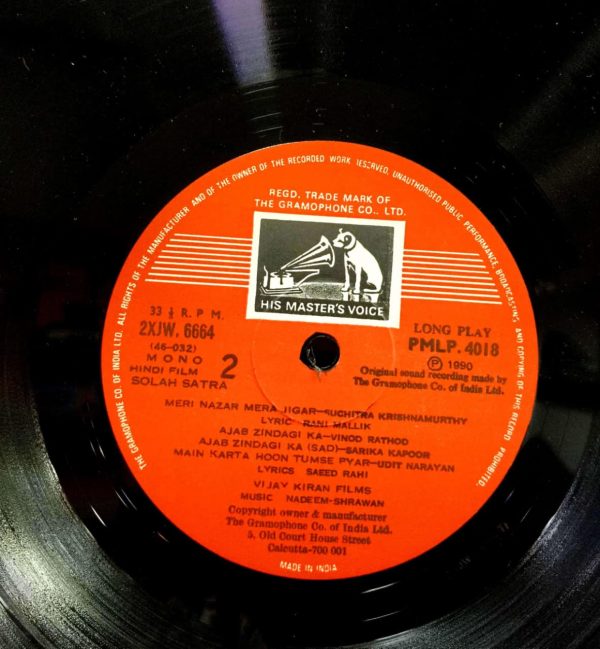 THE GRAMOPHONE CO. OF INDIA LTD. ALL RIGHTS OF THE MANUFACTURER AND OF THE OWNER OF THE RECORDED WORK RESERVED, UNAUTHORISED PUBLIC PERFORMANCE, BROADCASTING AND COPYING OF THIS RECORD PROHIBITED.
REGD. TRADE MARK OF
THE GRAMOPHONE CO., LTD.
HIS MASTER'S VOICE
33 ⅓ R. P. M.
2XJW. 6664
(46-032)
MONO
HINDI FILM
SOLAH SATRA
2
LONG PLAY
PMLP. 4018
Ⓟ 1990
Original sound recording made by
The Gramophone Co. of India Ltd.
MERI NAZAR MERA JIGAR—SUCHITRA KRISHNAMURTHY
LYRIC RANI MALLIK
AJAB ZINDAGI KA—VINOD RATHOD
AJAB ZINDAGI KA (SAD)—SARIKA KAPOOR
MAIN KARTA HOON TUMSE PYAR—UDIT NARAYAN
LYRICS SAEED RAHI
VIJAY KIRAN FILMS
MUSIC NADEEM-SHRAWAN
Copyright owner & manufacturer
The Gramophone Co. of India Ltd.
5, Old Court House Street
Calcutta-700 001
MADE IN INDIA